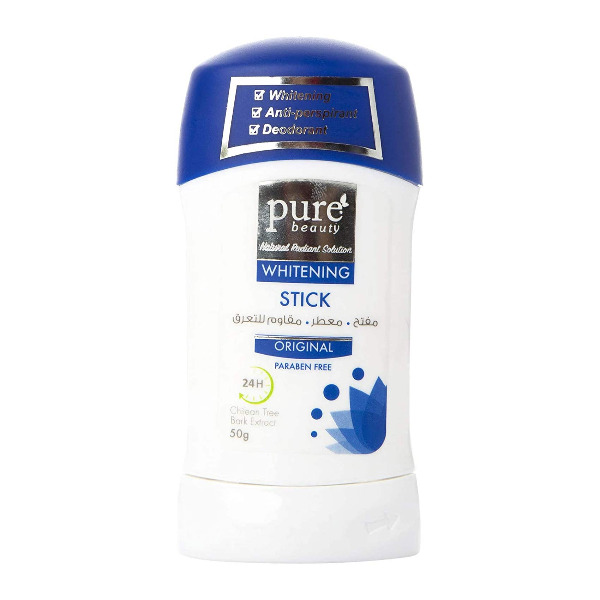 Whitening
Anti-perspirant
Deodorant
pure
beauty
Natural Radiant Solution
WHITENING
STICK
مفتح • معطر • مقاوم للتعرق
ORIGINAL
PARABEN FREE
24H
Chilean Tree
Bark Extract
50g